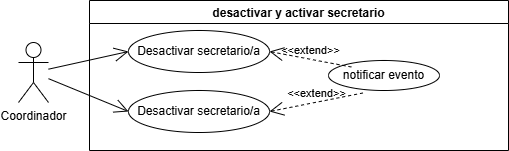 desactivar y activar secretario
Desactivar secretario/a
<<extend>>
notificar evento
<<extend>>
Desactivar secretario/a
Coordinador